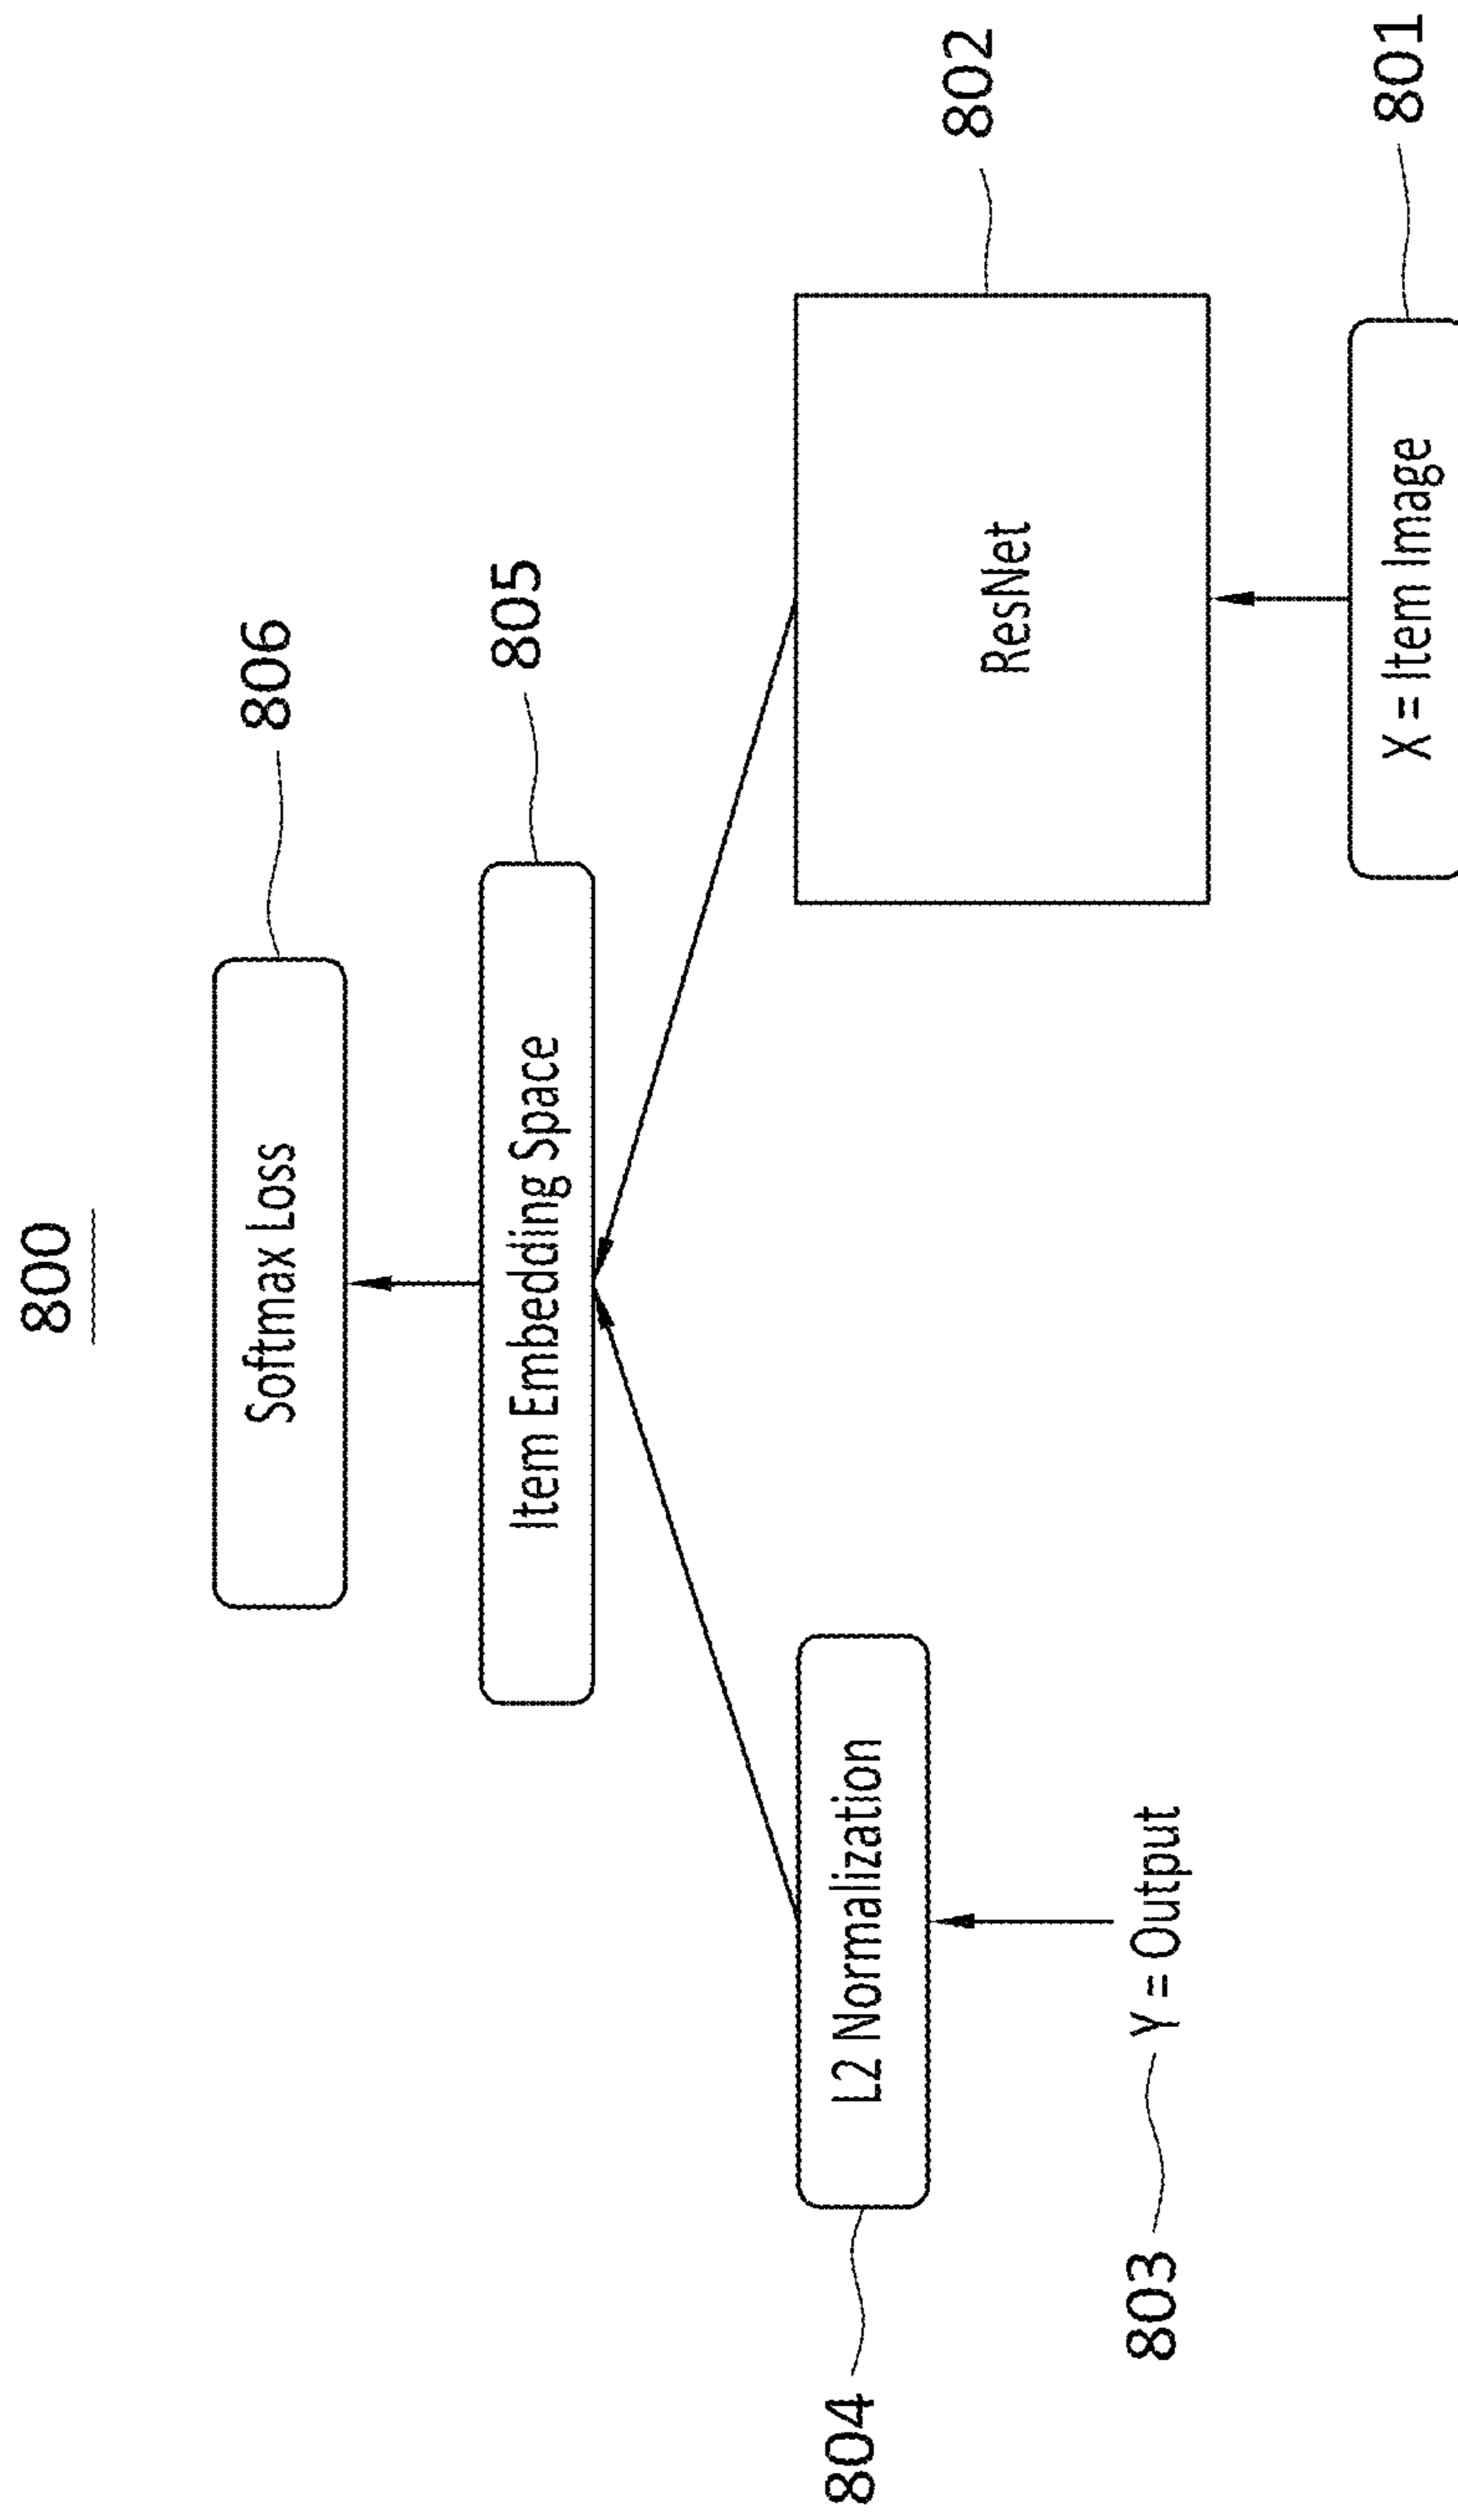 800
Softmax Loss
806
Item Embedding Space
805
804
L2 Normalization
ResNet
802
803
Y = Output
X = Item Image
801